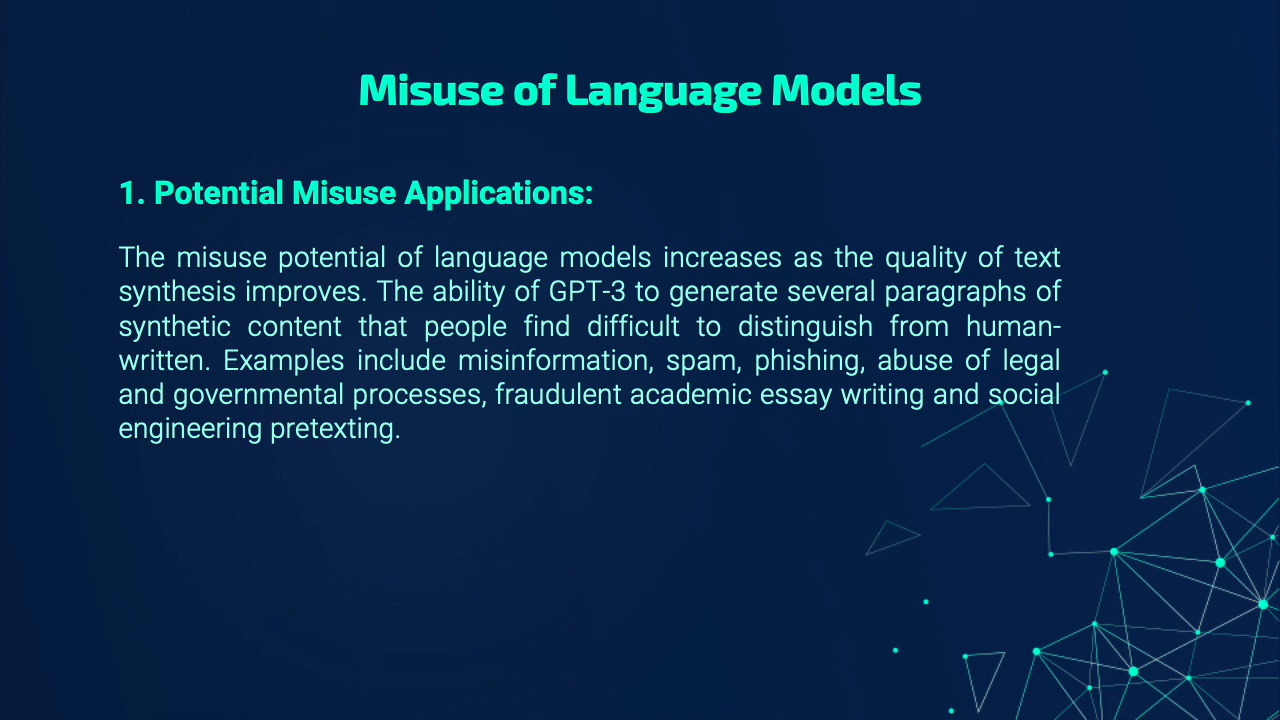 Misuse of Language Models
1. Potential Misuse Applications:
The misuse potential of language models increases as the quality of text
synthesis improves. The ability of GPT-3 to generate several paragraphs of
synthetic content that people find difficult to distinguish from human-
written. Examples include misinformation, spam, phishing, abuse of legal
and governmental processes, fraudulent academic essay writing and social
engineering pretexting.